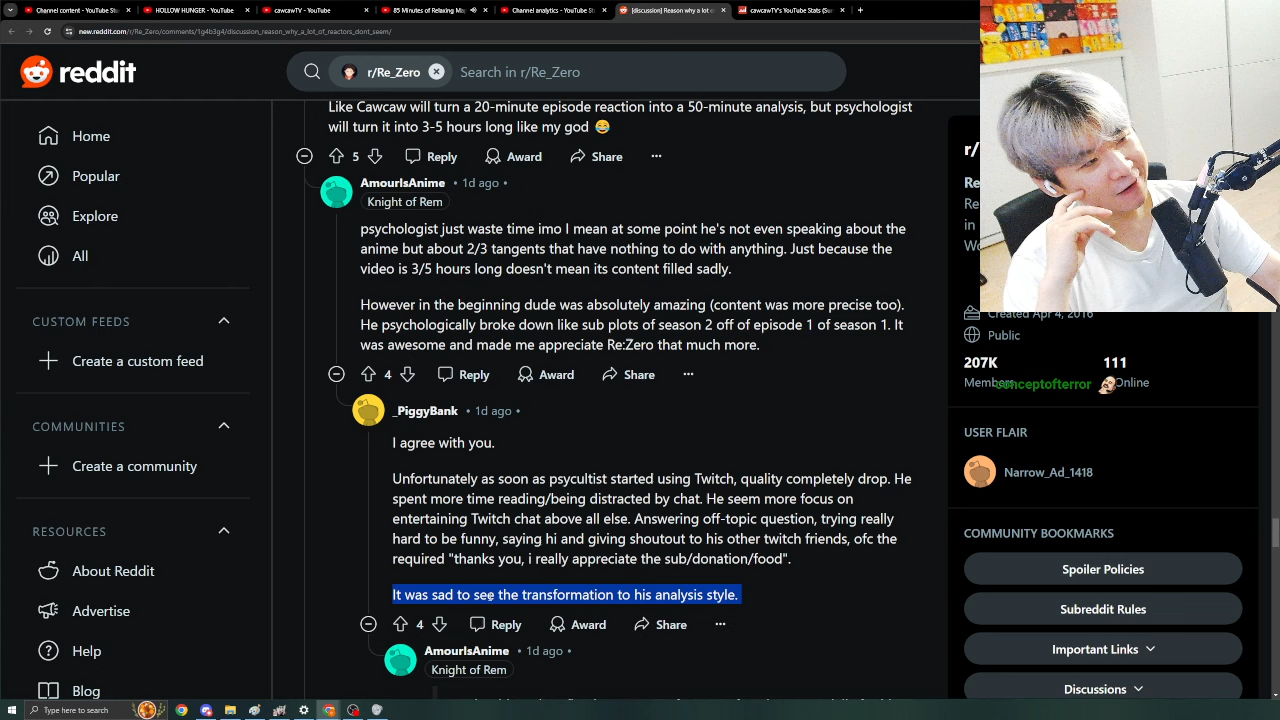 Channel content - YouTube St
HOLLOW HUNGER - YouTube
cawcawTV - YouTube
85 Minutes of Relaxing Mo
Channel analytics - YouTube St
[discussion] Reason why a lot o
cawcawTV's YouTube Stats (Su
new.reddit.com/r/Re_Zero/comments/1g4b3g4/discussion_reason_why_a_lot_of_reactors_dont_seem/
reddit
r/Re_Zero
Search in r/Re_Zero
Home
Popular
Explore
All
CUSTOM FEEDS
Create a custom feed
COMMUNITIES
Create a community
RESOURCES
About Reddit
Advertise
Help
Blog
Like Cawcaw will turn a 20-minute episode reaction into a 50-minute analysis, but psychologist
will turn it into 3-5 hours long like my god 😂
5
Reply
Award
Share
AmourIsAnime • 1d ago •
Knight of Rem
psychologist just waste time imo I mean at some point he's not even speaking about the
anime but about 2/3 tangents that have nothing to do with anything. Just because the
video is 3/5 hours long doesn't mean its content filled sadly.
However in the beginning dude was absolutely amazing (content was more precise too).
He psychologically broke down like sub plots of season 2 off of episode 1 of season 1. It
was awesome and made me appreciate Re:Zero that much more.
4
Reply
Award
Share
_PiggyBank • 1d ago •
I agree with you.
Unfortunately as soon as psycultist started using Twitch, quality completely drop. He
spent more time reading/being distracted by chat. He seem more focus on
entertaining Twitch chat above all else. Answering off-topic question, trying really
hard to be funny, saying hi and giving shoutout to his other twitch friends, ofc the
required "thanks you, i really appreciate the sub/donation/food".
It was sad to see the transformation to his analysis style.
4
Reply
Award
Share
AmourIsAnime • 1d ago •
Knight of Rem
r/
Re
Re
in
Wo
Created Apr 4, 2016
Public
207K
111
Members
conceptofterror
Online
USER FLAIR
Narrow_Ad_1418
COMMUNITY BOOKMARKS
Spoiler Policies
Subreddit Rules
Important Links
Discussions
Type here to search